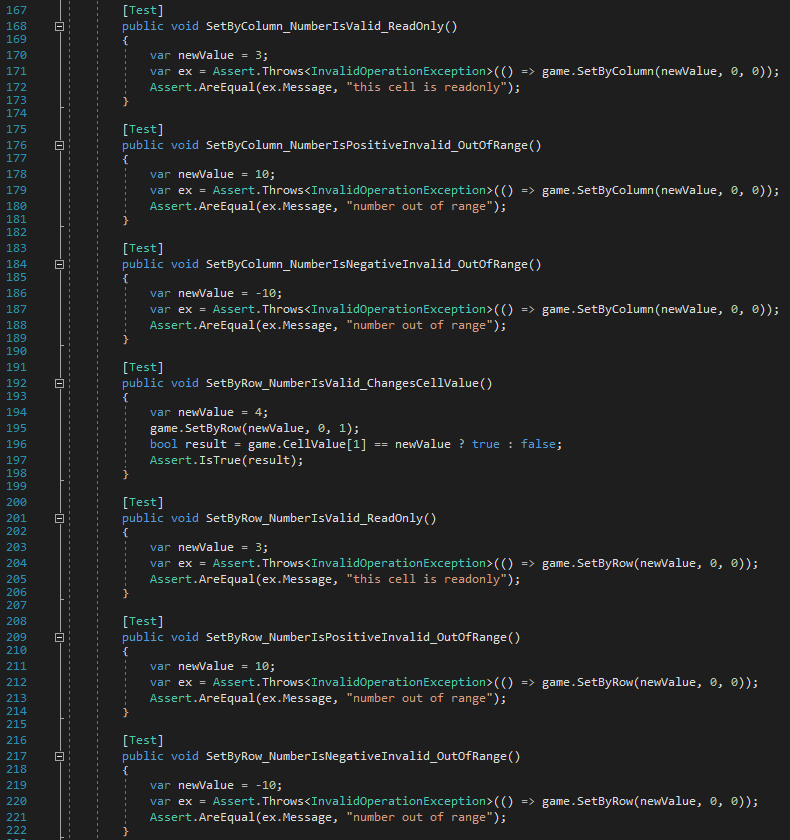 167 [Test]
168 public void SetByColumn_NumberIsValid_ReadOnly()
169 {
170 var newValue = 3;
171 var ex = Assert.Throws<InvalidOperationException>(() => game.SetByColumn(newValue, 0, 0));
172 Assert.AreEqual(ex.Message, "this cell is readonly");
173 }
174
175 [Test]
176 public void SetByColumn_NumberIsPositiveInvalid_OutOfRange()
177 {
178 var newValue = 10;
179 var ex = Assert.Throws<InvalidOperationException>(() => game.SetByColumn(newValue, 0, 0));
180 Assert.AreEqual(ex.Message, "number out of range");
181 }
182
183 [Test]
184 public void SetByColumn_NumberIsNegativeInvalid_OutOfRange()
185 {
186 var newValue = -10;
187 var ex = Assert.Throws<InvalidOperationException>(() => game.SetByColumn(newValue, 0, 0));
188 Assert.AreEqual(ex.Message, "number out of range");
189 }
190
191 [Test]
192 public void SetByRow_NumberIsValid_ChangesCellValue()
193 {
194 var newValue = 4;
195 game.SetByRow(newValue, 0, 1);
196 bool result = game.CellValue[1] == newValue ? true : false;
197 Assert.IsTrue(result);
198 }
199
200 [Test]
201 public void SetByRow_NumberIsValid_ReadOnly()
202 {
203 var newValue = 3;
204 var ex = Assert.Throws<InvalidOperationException>(() => game.SetByRow(newValue, 0, 0));
205 Assert.AreEqual(ex.Message, "this cell is readonly");
206 }
207
208 [Test]
209 public void SetByRow_NumberIsPositiveInvalid_OutOfRange()
210 {
211 var newValue = 10;
212 var ex = Assert.Throws<InvalidOperationException>(() => game.SetByRow(newValue, 0, 0));
213 Assert.AreEqual(ex.Message, "number out of range");
214 }
215
216 [Test]
217 public void SetByRow_NumberIsNegativeInvalid_OutOfRange()
218 {
219 var newValue = -10;
220 var ex = Assert.Throws<InvalidOperationException>(() => game.SetByRow(newValue, 0, 0));
221 Assert.AreEqual(ex.Message, "number out of range");
222 }